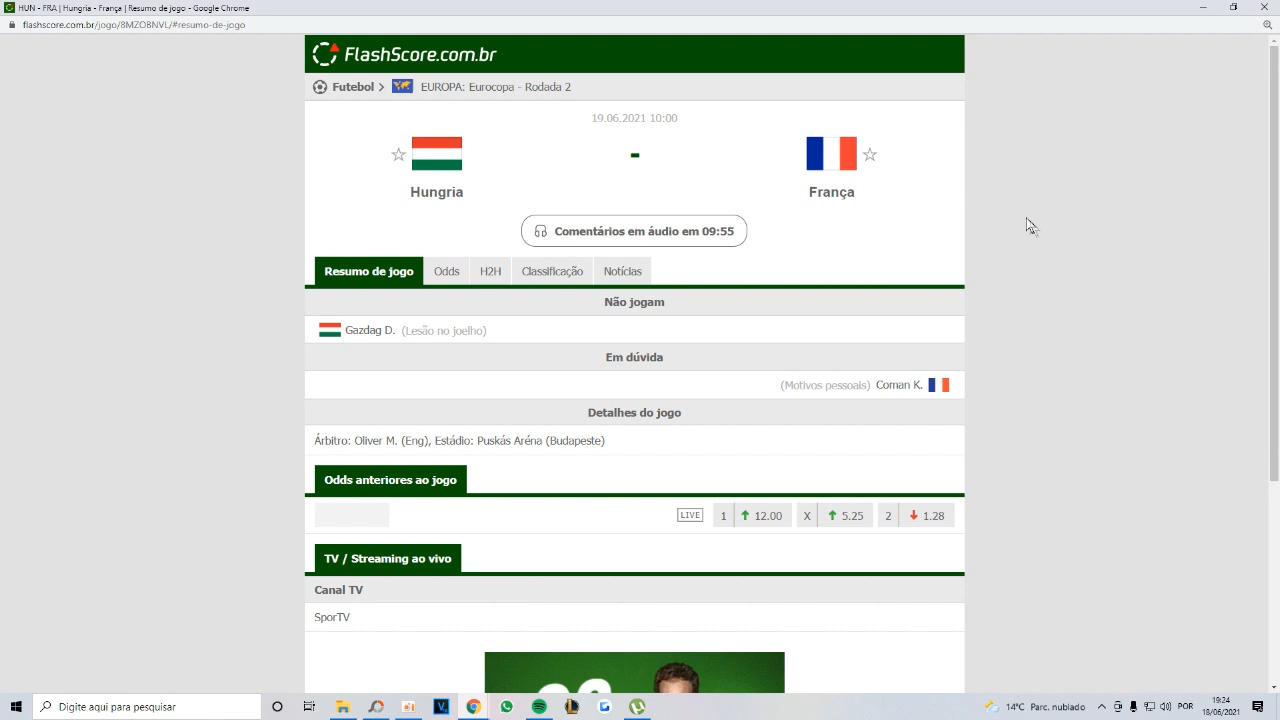 HUN - FRA | Hungria - França | Resumo de jogo - Google Chrome
flashscore.com.br/jogo/8MZOBNVL/#resumo-de-jogo
FlashScore.com.br
Futebol > EUROPA: Eurocopa - Rodada 2
19.06.2021 10:00
-
Hungria França
Comentários em áudio em 09:55
Resumo de jogo Odds H2H Classificação Notícias
Não jogam
Gazdag D. (Lesão no joelho)
Em dúvida
(Motivos pessoais) Coman K.
Detalhes do jogo
Árbitro: Oliver M. (Eng), Estádio: Puskás Aréna (Budapeste)
Odds anteriores ao jogo
LIVE 1 12.00 X 5.25 2 1.28
TV / Streaming ao vivo
Canal TV
SporTV
Digite aqui para pesquisar
14°C Parc. nublado
POR
19:24
18/06/2021